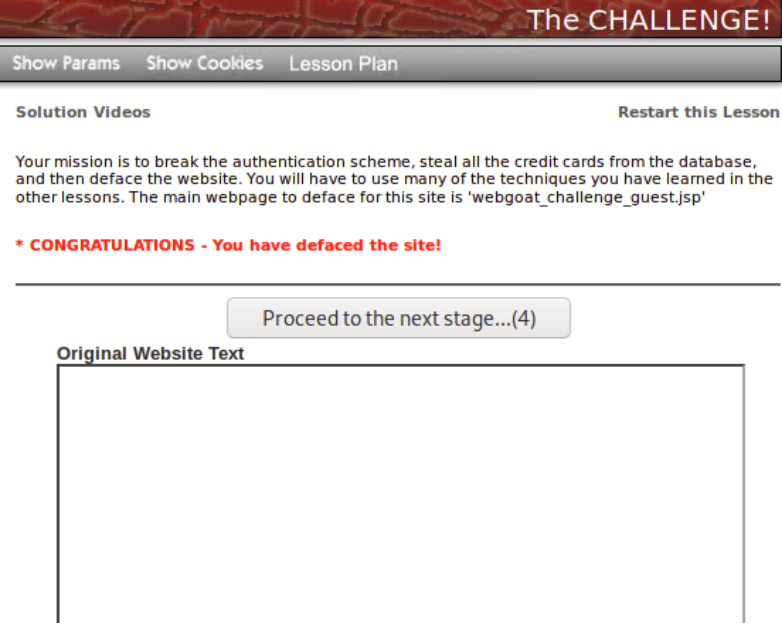 The CHALLENGE!
Show Params Show Cookies Lesson Plan
Solution Videos Restart this Lesson
Your mission is to break the authentication scheme, steal all the credit cards from the database,
and then deface the website. You will have to use many of the techniques you have learned in the
other lessons. The main webpage to deface for this site is 'webgoat_challenge_guest.jsp'
* CONGRATULATIONS - You have defaced the site!
Proceed to the next stage...(4)
Original Website Text